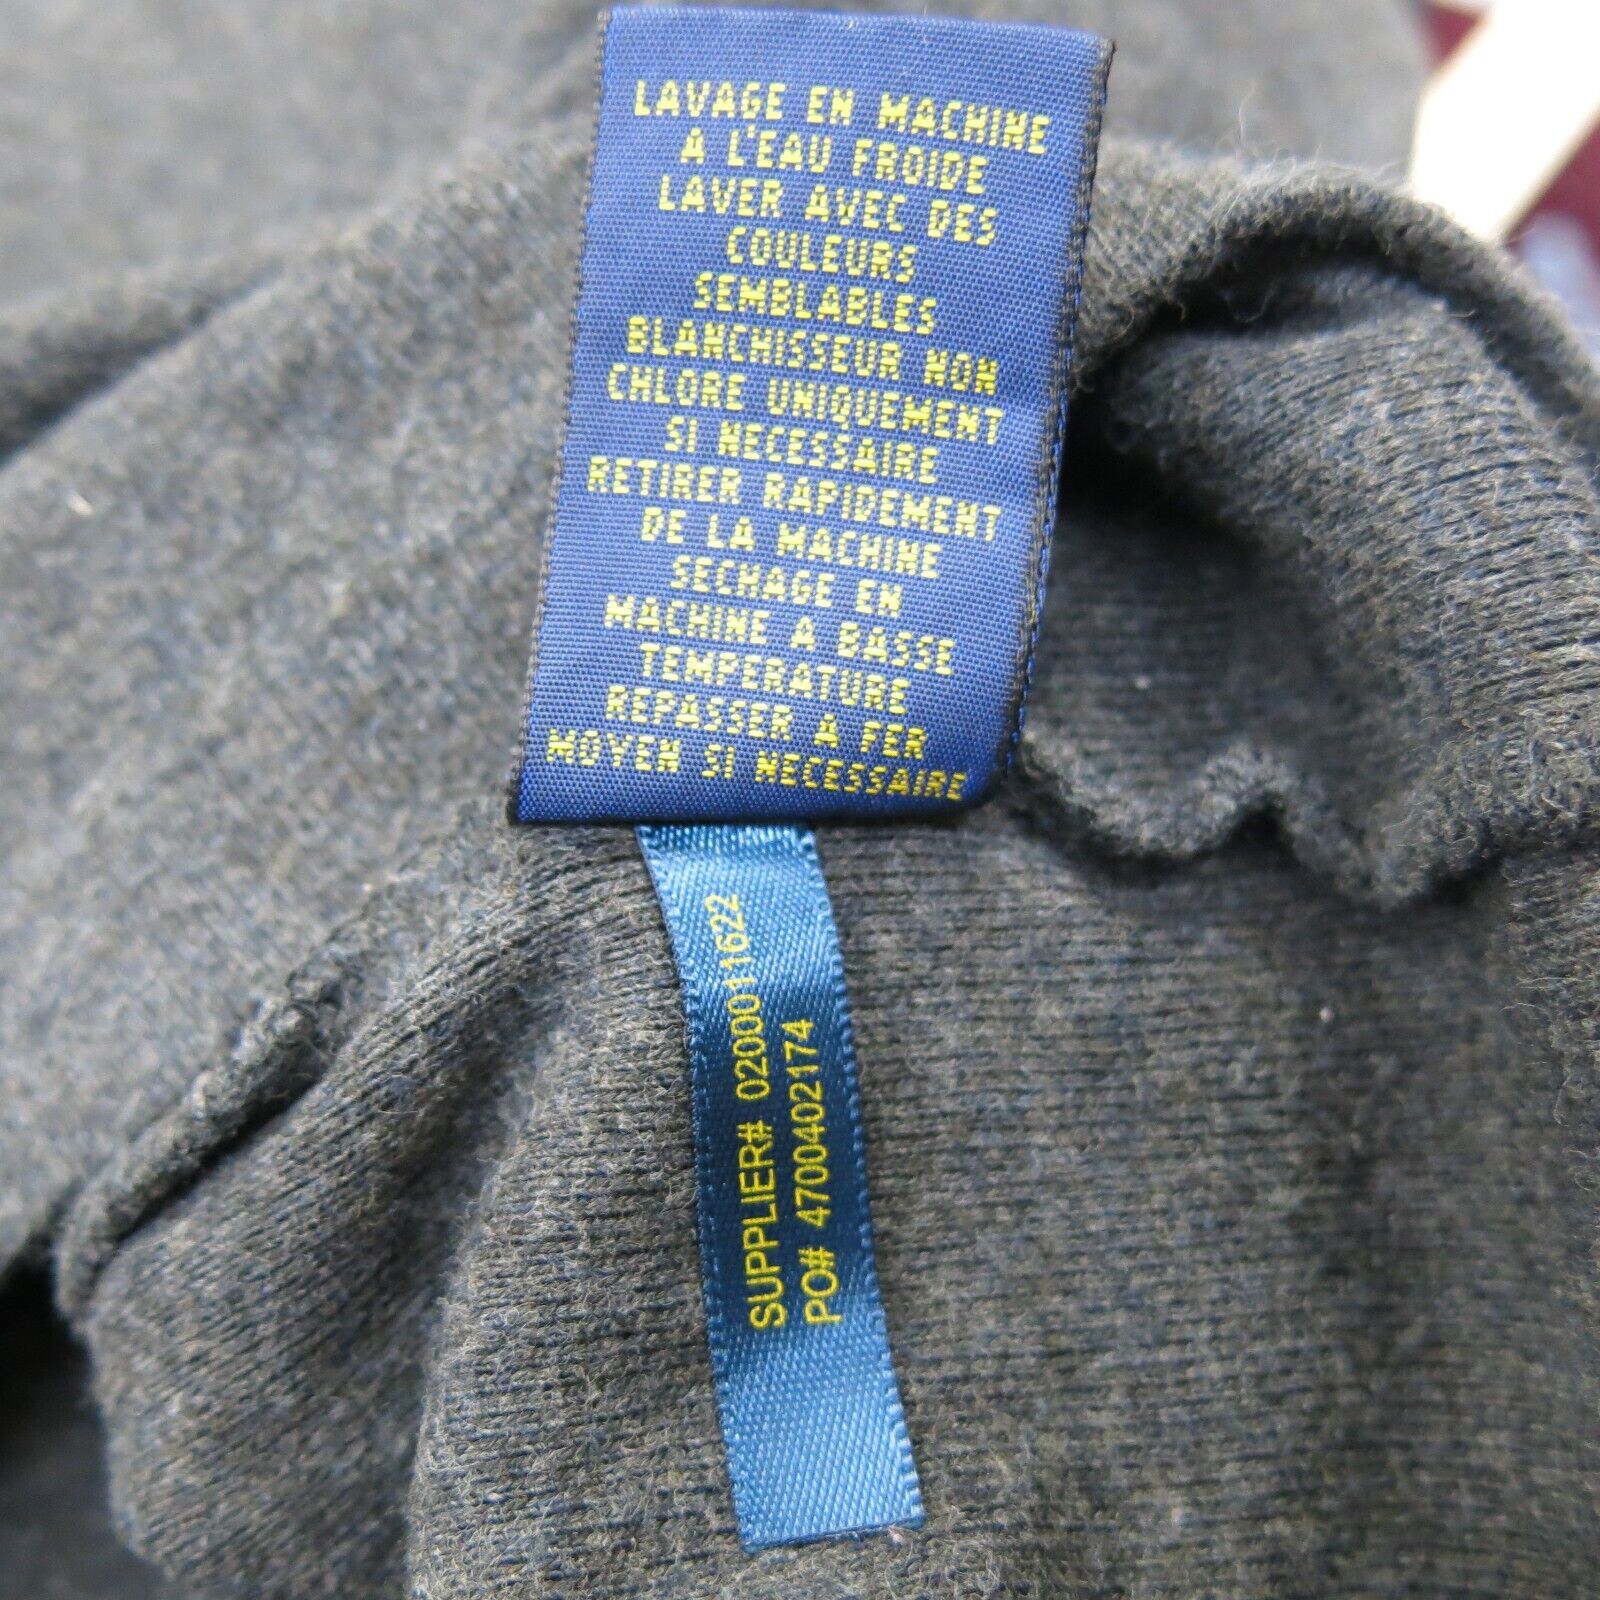 LAVAGE EN MACHINE
A L'EAU FROIDE
LAVER AVEC DES
COULEURS
SEMBLABLES
BLANCHISSEUR NON
CHLORE UNIQUEMENT
SI NECESSAIRE
RETIRER RAPIDEMENT
DE LA MACHINE
SECHAGE EN
MACHINE A BASSE
TEMPERATURE
REPASSER A FER
MOYEN SI NECESSAIRE
SUPPLIER# 0200011622
PO# 4700402174